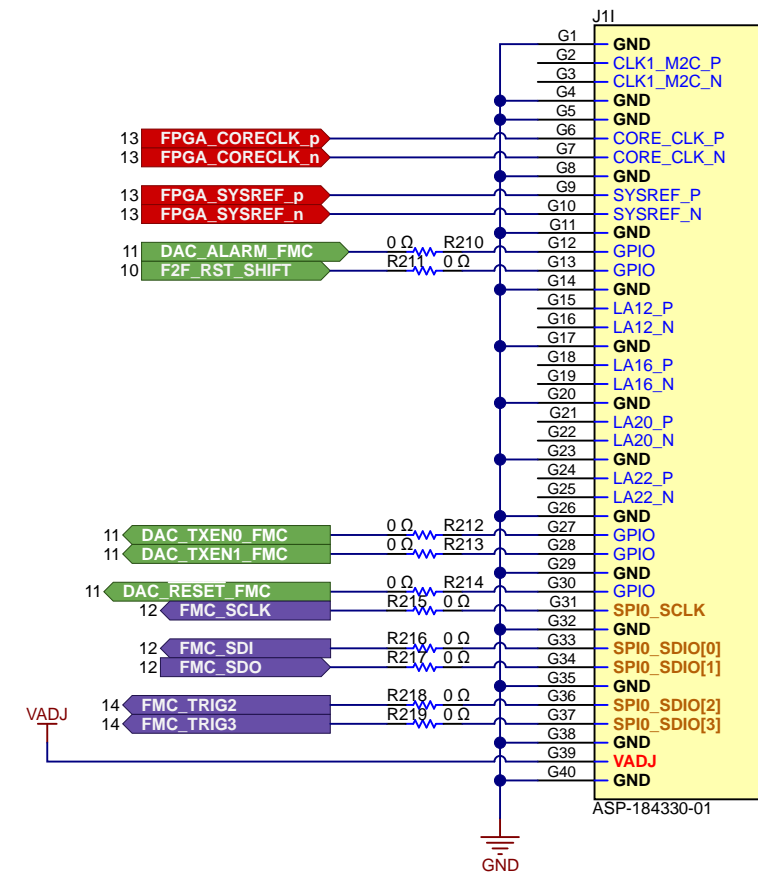 J1I
G1 GND
G2 CLK1_M2C_P
G3 CLK1_M2C_N
G4 GND
G5 GND
13 FPGA_CORECLK_p G6 CORE_CLK_P
13 FPGA_CORECLK_n G7 CORE_CLK_N
G8 GND
13 FPGA_SYSREF_p G9 SYSREF_P
13 FPGA_SYSREF_n G10 SYSREF_N
G11 GND
11 DAC_ALARM_FMC 0 Ω R210 G12 GPIO
10 F2F_RST_SHIFT R211 0 Ω G13 GPIO
G14 GND
G15 LA12_P
G16 LA12_N
G17 GND
G18 LA16_P
G19 LA16_N
G20 GND
G21 LA20_P
G22 LA20_N
G23 GND
G24 LA22_P
G25 LA22_N
G26 GND
11 DAC_TXEN0_FMC 0 Ω R212 G27 GPIO
11 DAC_TXEN1_FMC 0 Ω R213 G28 GPIO
G29 GND
11 DAC_RESET_FMC 0 Ω R214 G30 GPIO
12 FMC_SCLK R215 0 Ω G31 SPI0_SCLK
G32 GND
12 FMC_SDI R216 0 Ω G33 SPI0_SDIO[0]
12 FMC_SDO R217 0 Ω G34 SPI0_SDIO[1]
G35 GND
14 FMC_TRIG2 R218 0 Ω G36 SPI0_SDIO[2]
14 FMC_TRIG3 R219 0 Ω G37 SPI0_SDIO[3]
VADJ
G38 GND
G39 VADJ
G40 GND
ASP-184330-01
GND